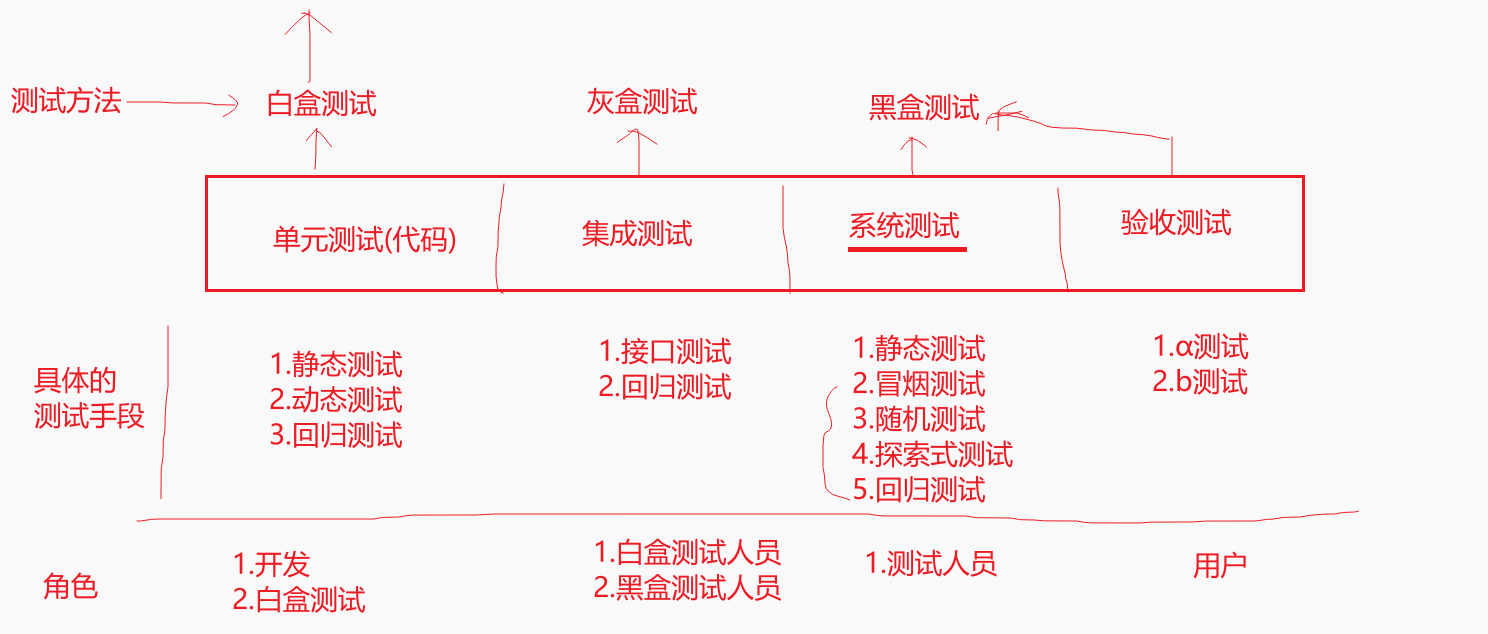 测试方法
白盒测试
灰盒测试
黑盒测试
单元测试(代码)
集成测试
系统测试
验收测试
具体的
测试手段
1.静态测试
2.动态测试
3.回归测试
1.接口测试
2.回归测试
1.静态测试
2.冒烟测试
3.随机测试
4.探索式测试
5.回归测试
1.α测试
2.b测试
角色
1.开发
2.白盒测试
1.白盒测试人员
2.黑盒测试人员
1.测试人员
用户